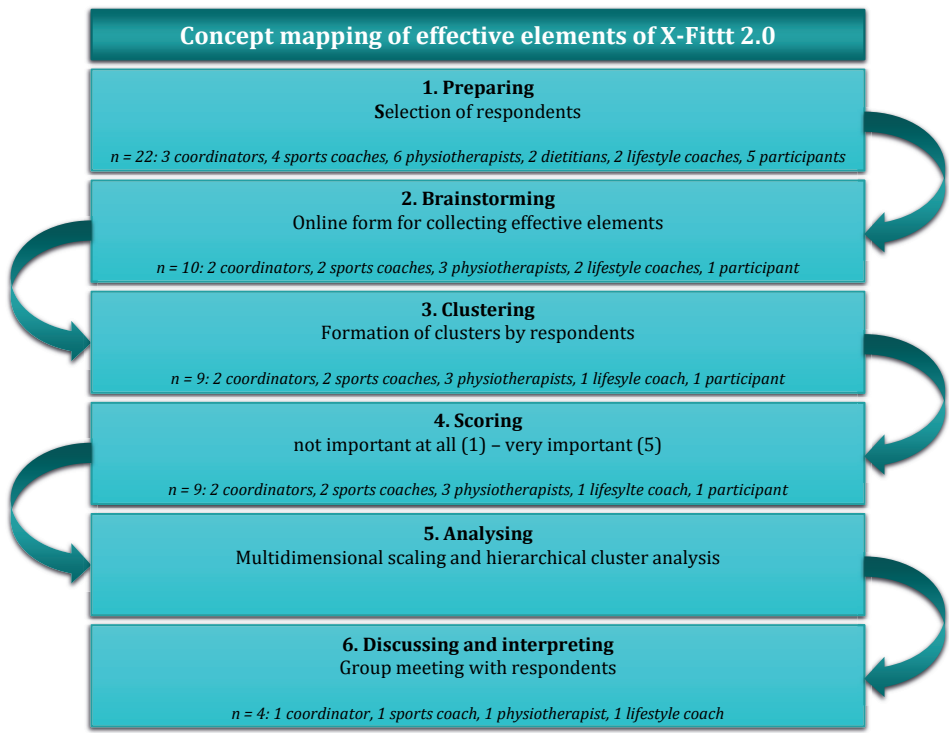 Concept mapping of effective elements of X-Fittt 2.0
1. Preparing
Selection of respondents
n = 22: 3 coordinators, 4 sports coaches, 6 physiotherapists, 2 dietitians, 2 lifestyle coaches, 5 participants
2. Brainstorming
Online form for collecting effective elements
n = 10: 2 coordinators, 2 sports coaches, 3 physiotherapists, 2 lifestyle coaches, 1 participant
3. Clustering
Formation of clusters by respondents
n = 9: 2 coordinators, 2 sports coaches, 3 physiotherapists, 1 lifesyle coach, 1 participant
4. Scoring
not important at all (1) – very important (5)
n = 9: 2 coordinators, 2 sports coaches, 3 physiotherapists, 1 lifesylte coach, 1 participant
5. Analysing
Multidimensional scaling and hierarchical cluster analysis
6. Discussing and interpreting
Group meeting with respondents
n = 4: 1 coordinator, 1 sports coach, 1 physiotherapist, 1 lifestyle coach